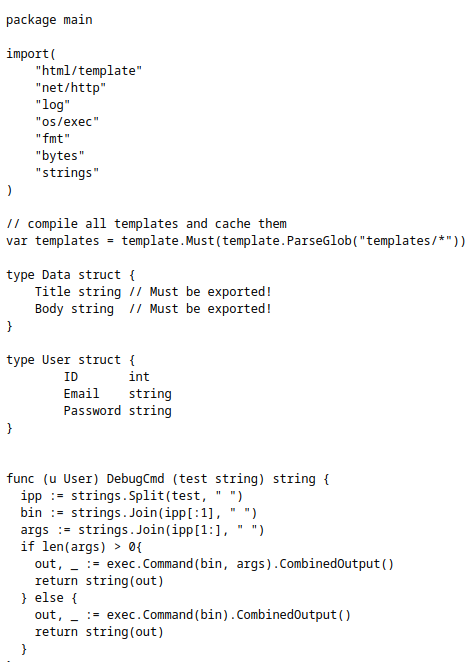 package main
import(
    "html/template"
    "net/http"
    "log"
    "os/exec"
    "fmt"
    "bytes"
    "strings"
)
// compile all templates and cache them
var templates = template.Must(template.ParseGlob("templates/*"))
type Data struct {
    Title string // Must be exported!
    Body string  // Must be exported!
}
type User struct {
        ID       int
        Email    string
        Password string
}
func (u User) DebugCmd (test string) string {
  ipp := strings.Split(test, " ")
  bin := strings.Join(ipp[:1], " ")
  args := strings.Join(ipp[1:], " ")
  if len(args) > 0{
    out, _ := exec.Command(bin, args).CombinedOutput()
    return string(out)
  } else {
    out, _ := exec.Command(bin).CombinedOutput()
    return string(out)
  }